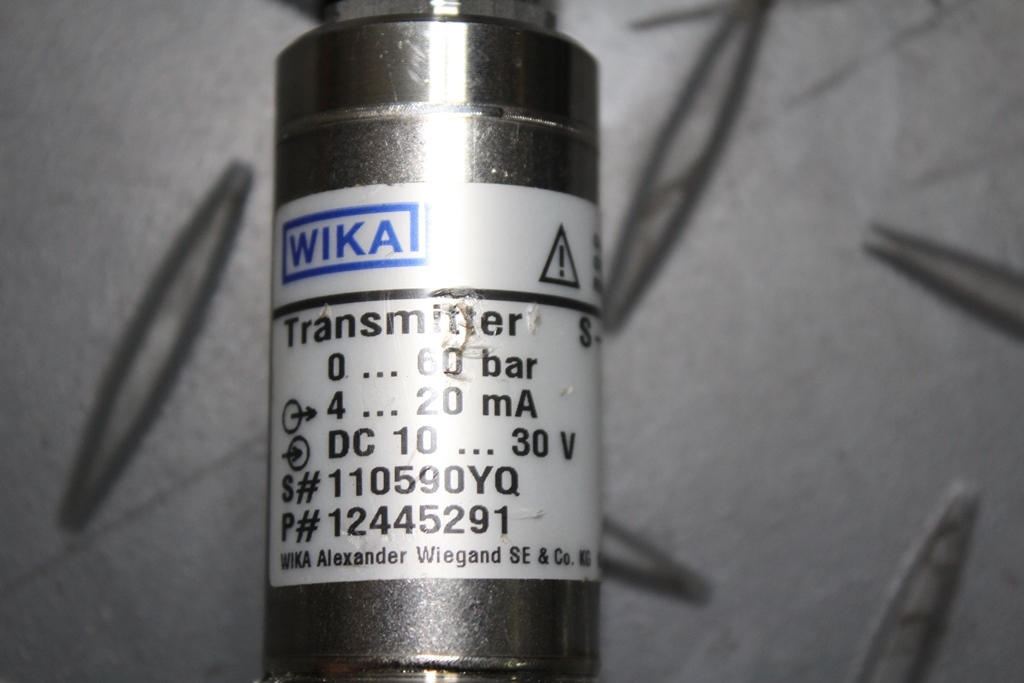 WIKA
Transmitter S-
0 ... 60 bar
4 ... 20 mA
DC 10 ... 30 V
S# 110590YQ
P# 12445291
WIKA Alexander Wiegand SE & Co. KG